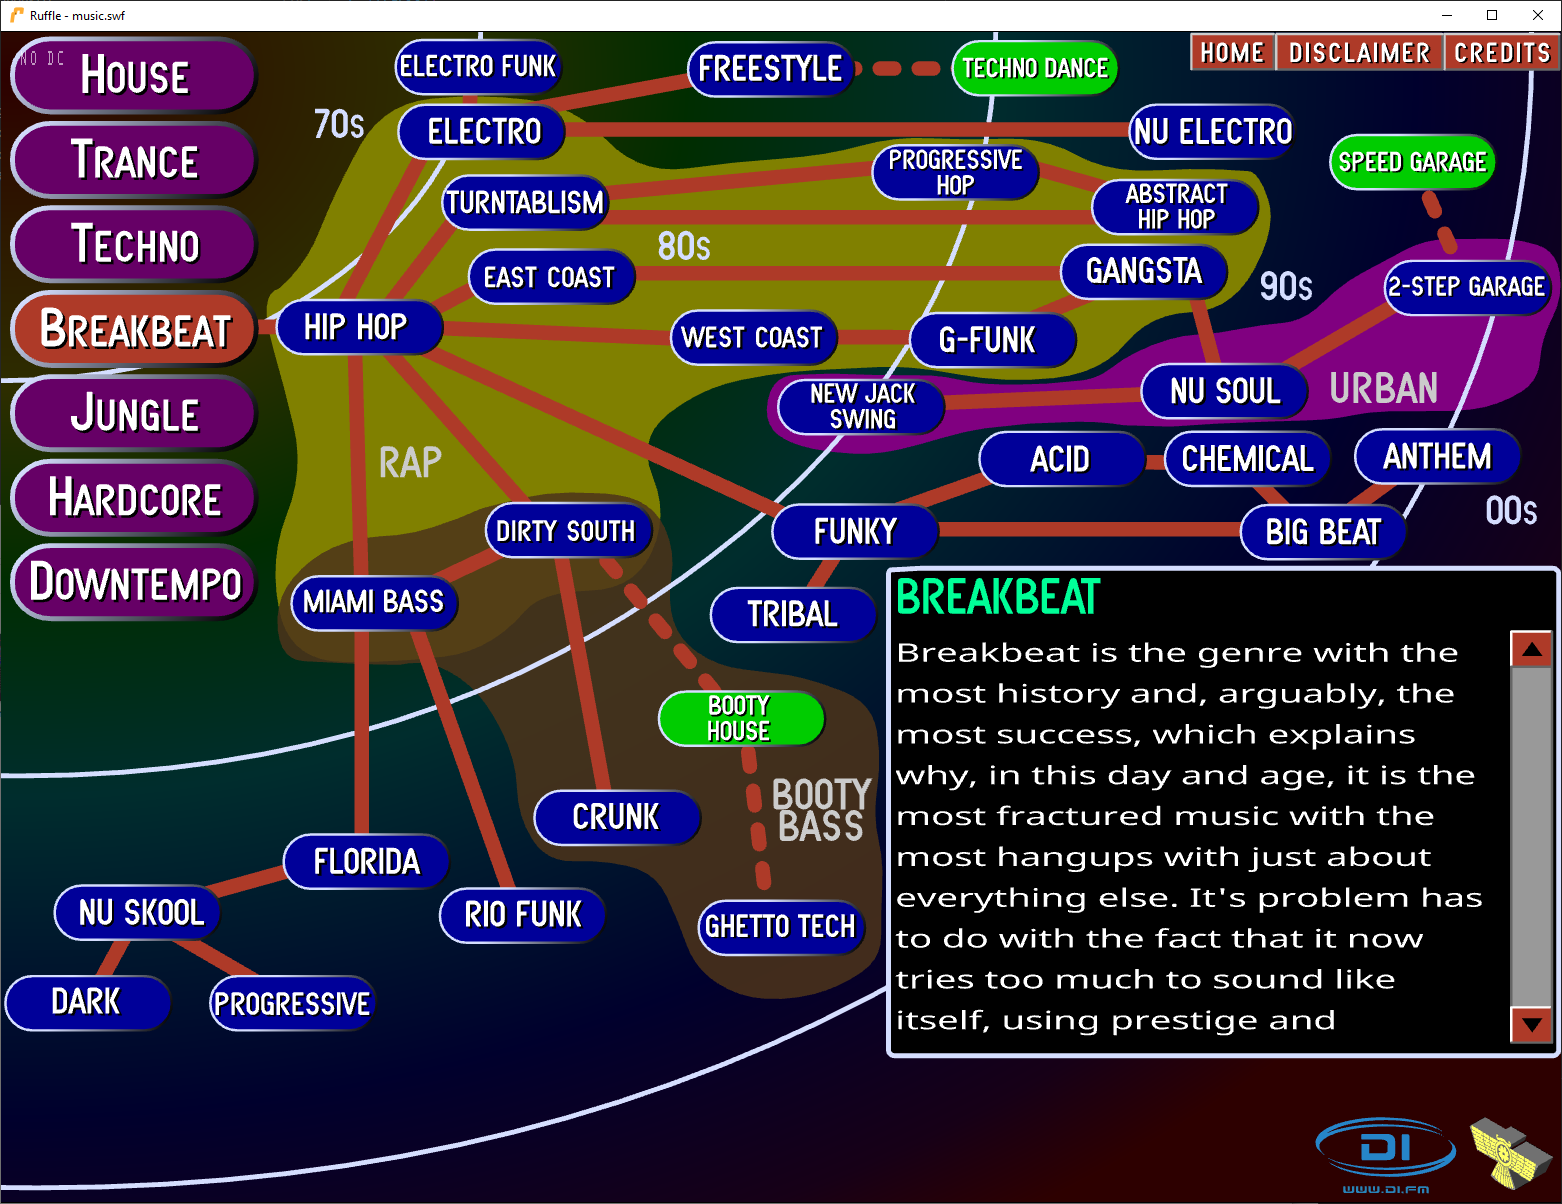 Ruffle - music.swf
NO DC
HOUSE
TRANCE
TECHNO
BREAKBEAT
JUNGLE
HARDCORE
DOWNTEMPO
HOME
DISCLAIMER
CREDITS
ELECTRO FUNK
FREESTYLE
TECHNO DANCE
70s
ELECTRO
NU ELECTRO
PROGRESSIVE
HOP
SPEED GARAGE
TURNTABLISM
ABSTRACT
HIP HOP
80s
EAST COAST
GANGSTA
90s
2-STEP GARAGE
HIP HOP
WEST COAST
G-FUNK
NEW JACK
SWING
NU SOUL
URBAN
RAP
ACID
CHEMICAL
ANTHEM
00s
DIRTY SOUTH
FUNKY
BIG BEAT
MIAMI BASS
TRIBAL
BOOTY
HOUSE
BOOTY
BASS
CRUNK
FLORIDA
NU SKOOL
RIO FUNK
GHETTO TECH
DARK
PROGRESSIVE
BREAKBEAT
Breakbeat is the genre with the
most history and, arguably, the
most success, which explains
why, in this day and age, it is the
most fractured music with the
most hangups with just about
everything else. It's problem has
to do with the fact that it now
tries too much to sound like
itself, using prestige and
DI
WWW.DI.FM